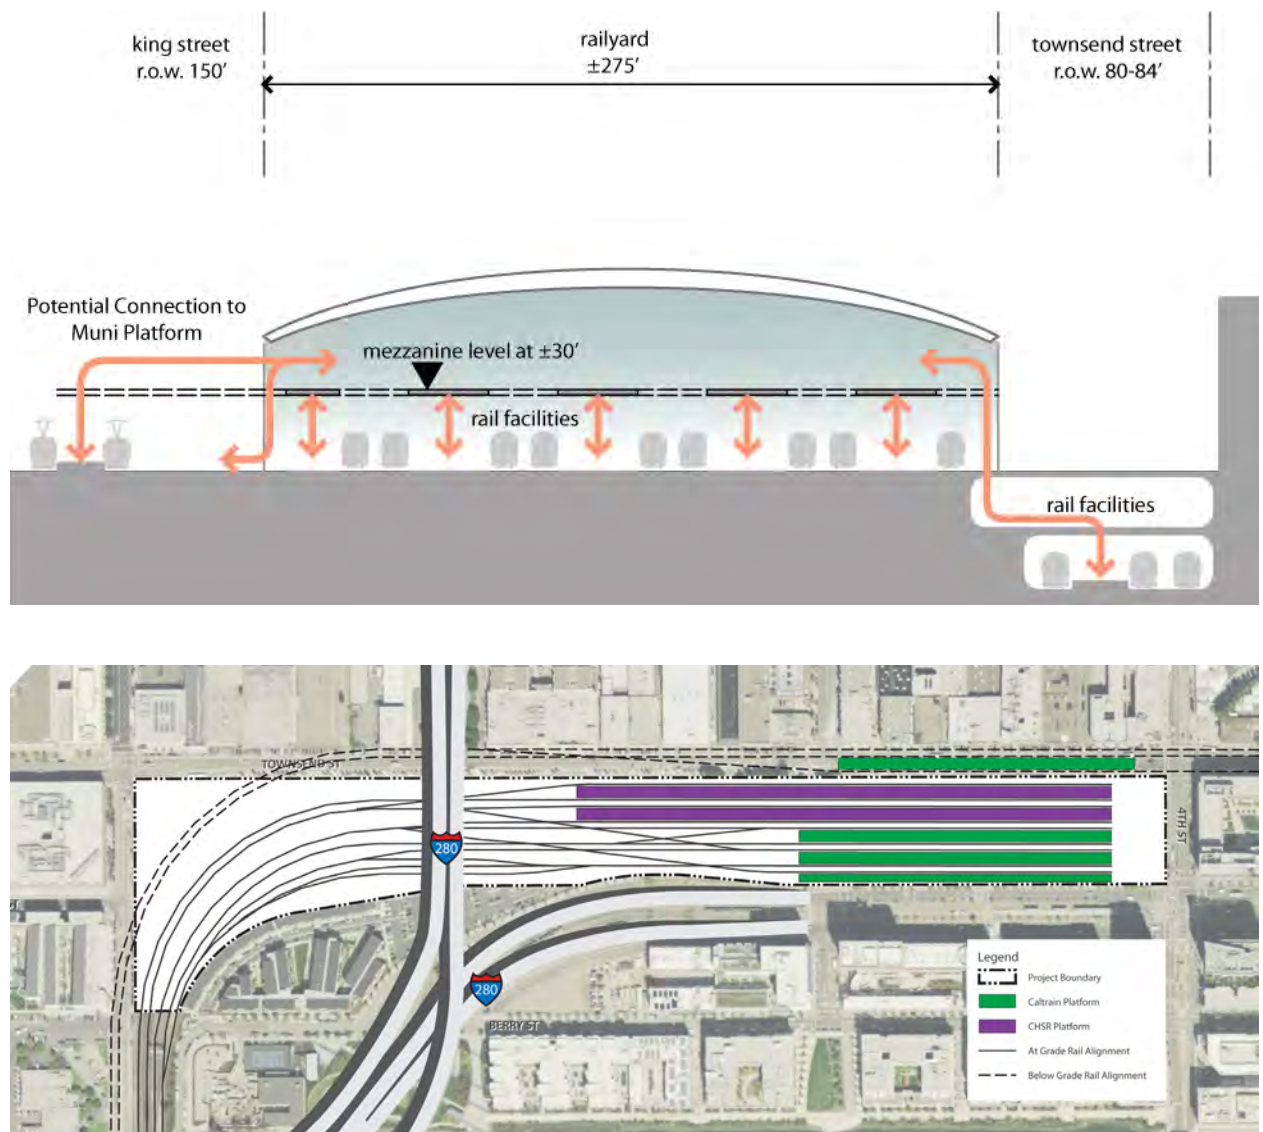 king street
r.o.w. 150'
railyard
±275'
townsend street
r.o.w. 80-84'
Potential Connection to
Muni Platform
mezzanine level at ±30'
rail facilities
rail facilities
TOWNSEND ST
4TH ST
280
280
BERRY ST
Legend
Project Boundary
Caltrain Platform
CHSR Platform
At Grade Rail Alignment
Below Grade Rail Alignment